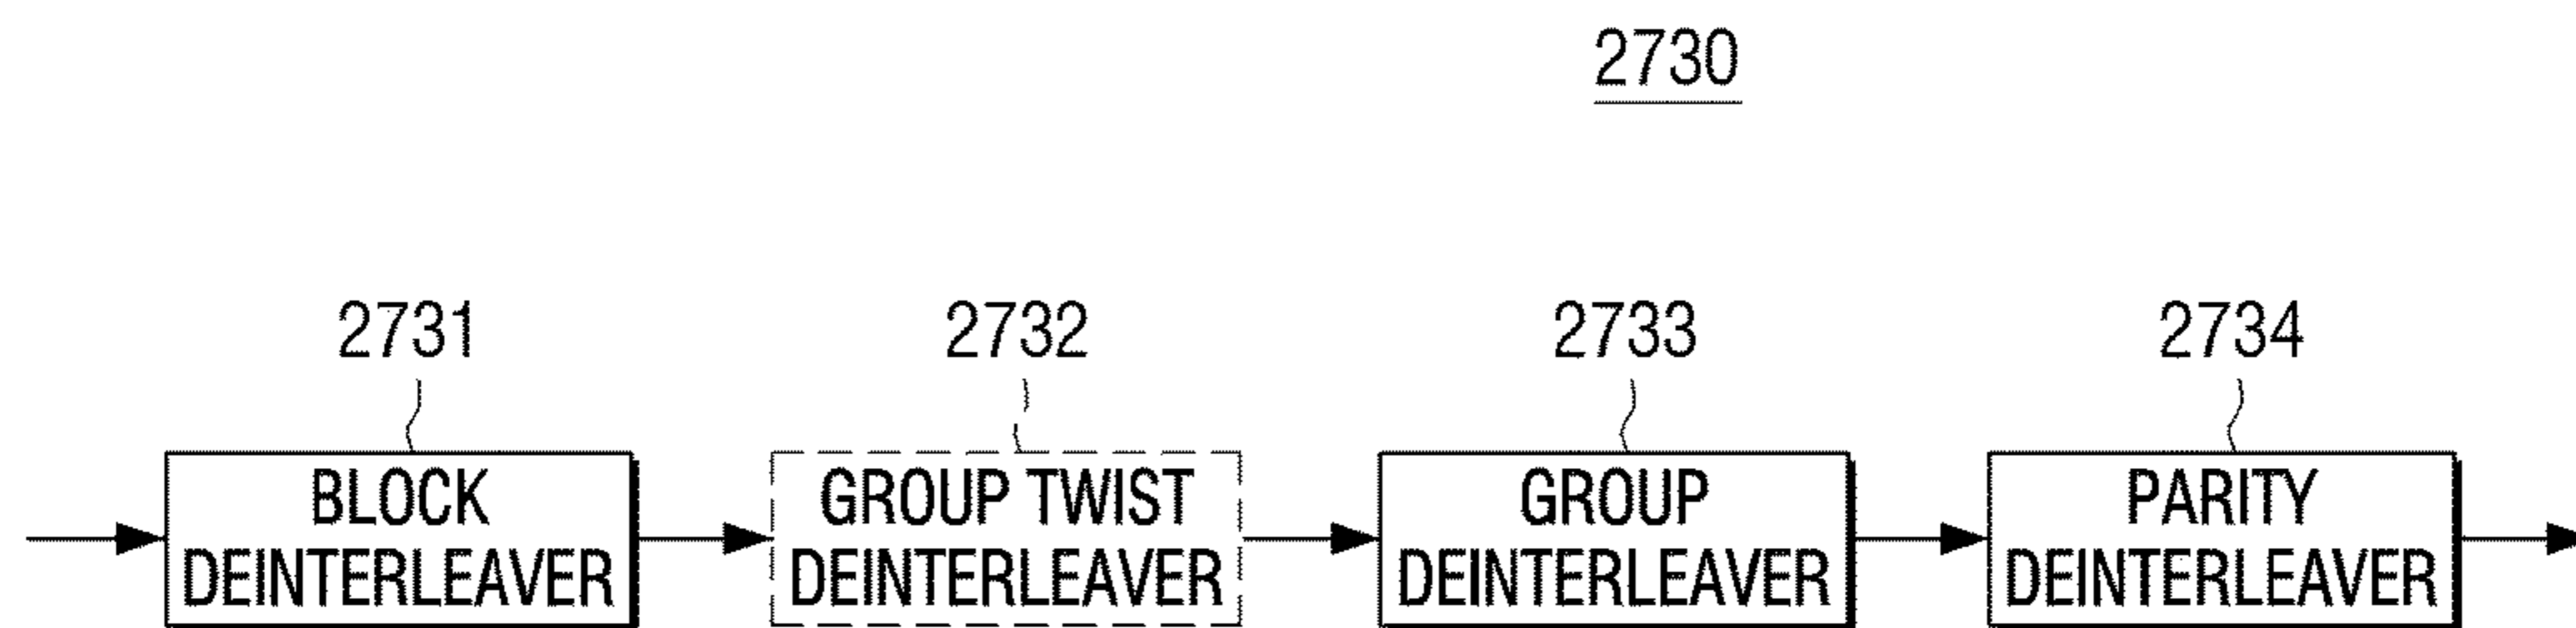 2730
2731
2732
2733
2734
BLOCK
DEINTERLEAVER
GROUP TWIST
DEINTERLEAVER
GROUP
DEINTERLEAVER
PARITY
DEINTERLEAVER